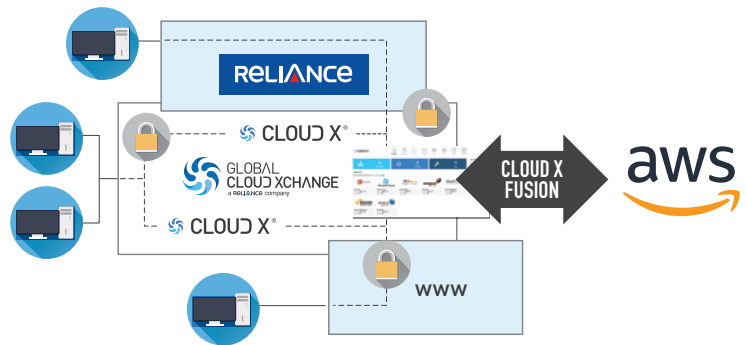 RELIANCE
CLOUD X®
GLOBAL
CLOUD XCHANGE
a RELIANCE company
CLOUD X®
CLOUD X
FUSION
aws
www